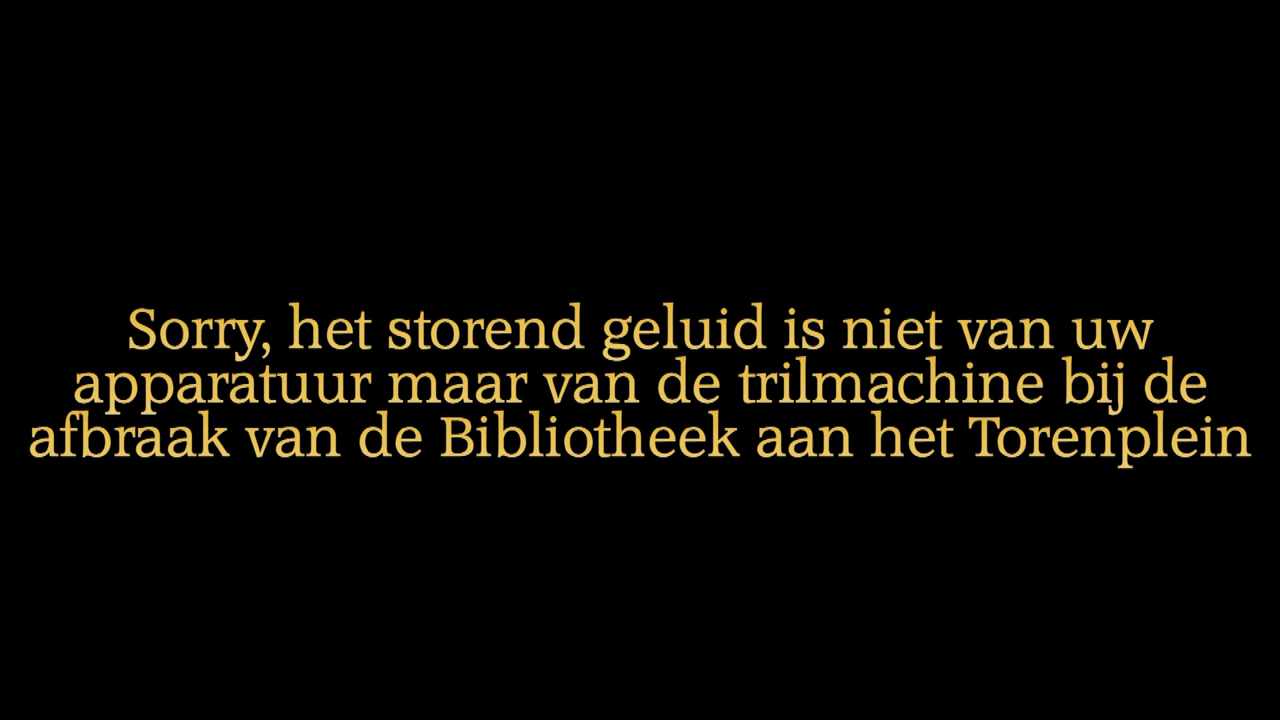 Sorry, het storend geluid is niet van uw
apparatuur maar van de trilmachine bij de
afbraak van de Bibliotheek aan het Torenplein